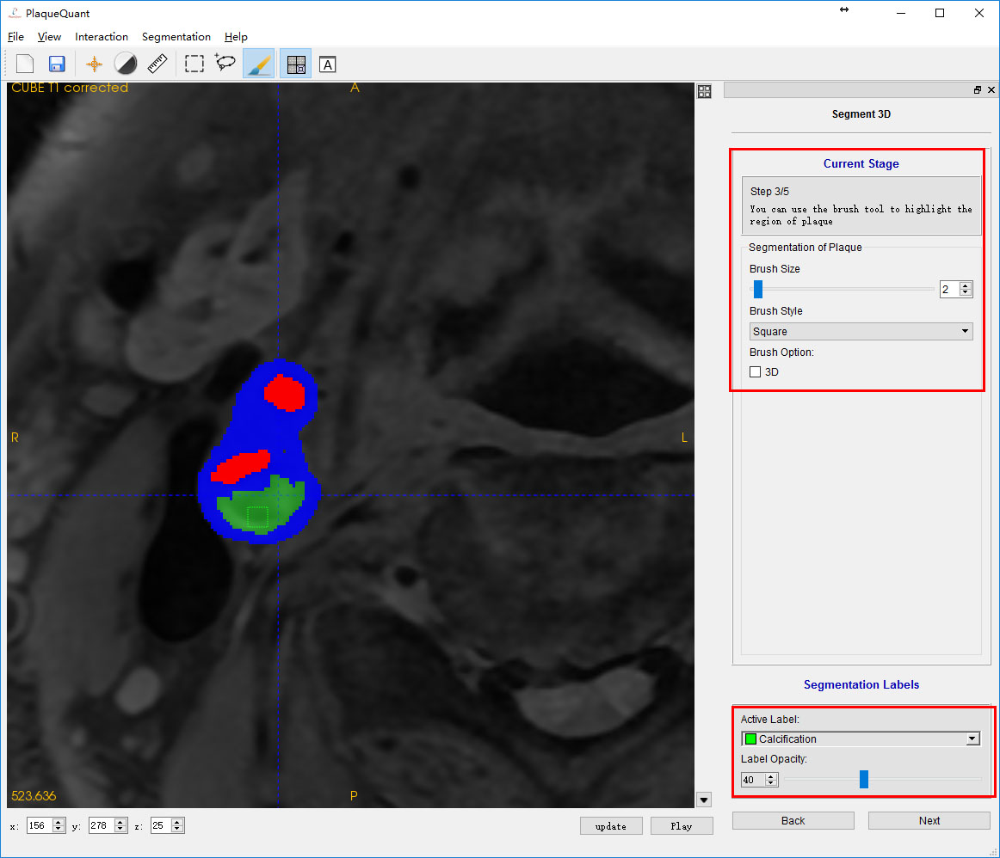 PlaqueQuant
File View Interaction Segmentation Help
A
CUBE T1 corrected
A
R
L
523.636
P
x: 156 y: 278 z: 25
update Play
Segment 3D
Current Stage
Step 3/5
You can use the brush tool to highlight the
region of plaque
Segmentation of Plaque
Brush Size
2
Brush Style
Square
Brush Option:
3D
Segmentation Labels
Active Label:
Calcification
Label Opacity:
40
Back Next